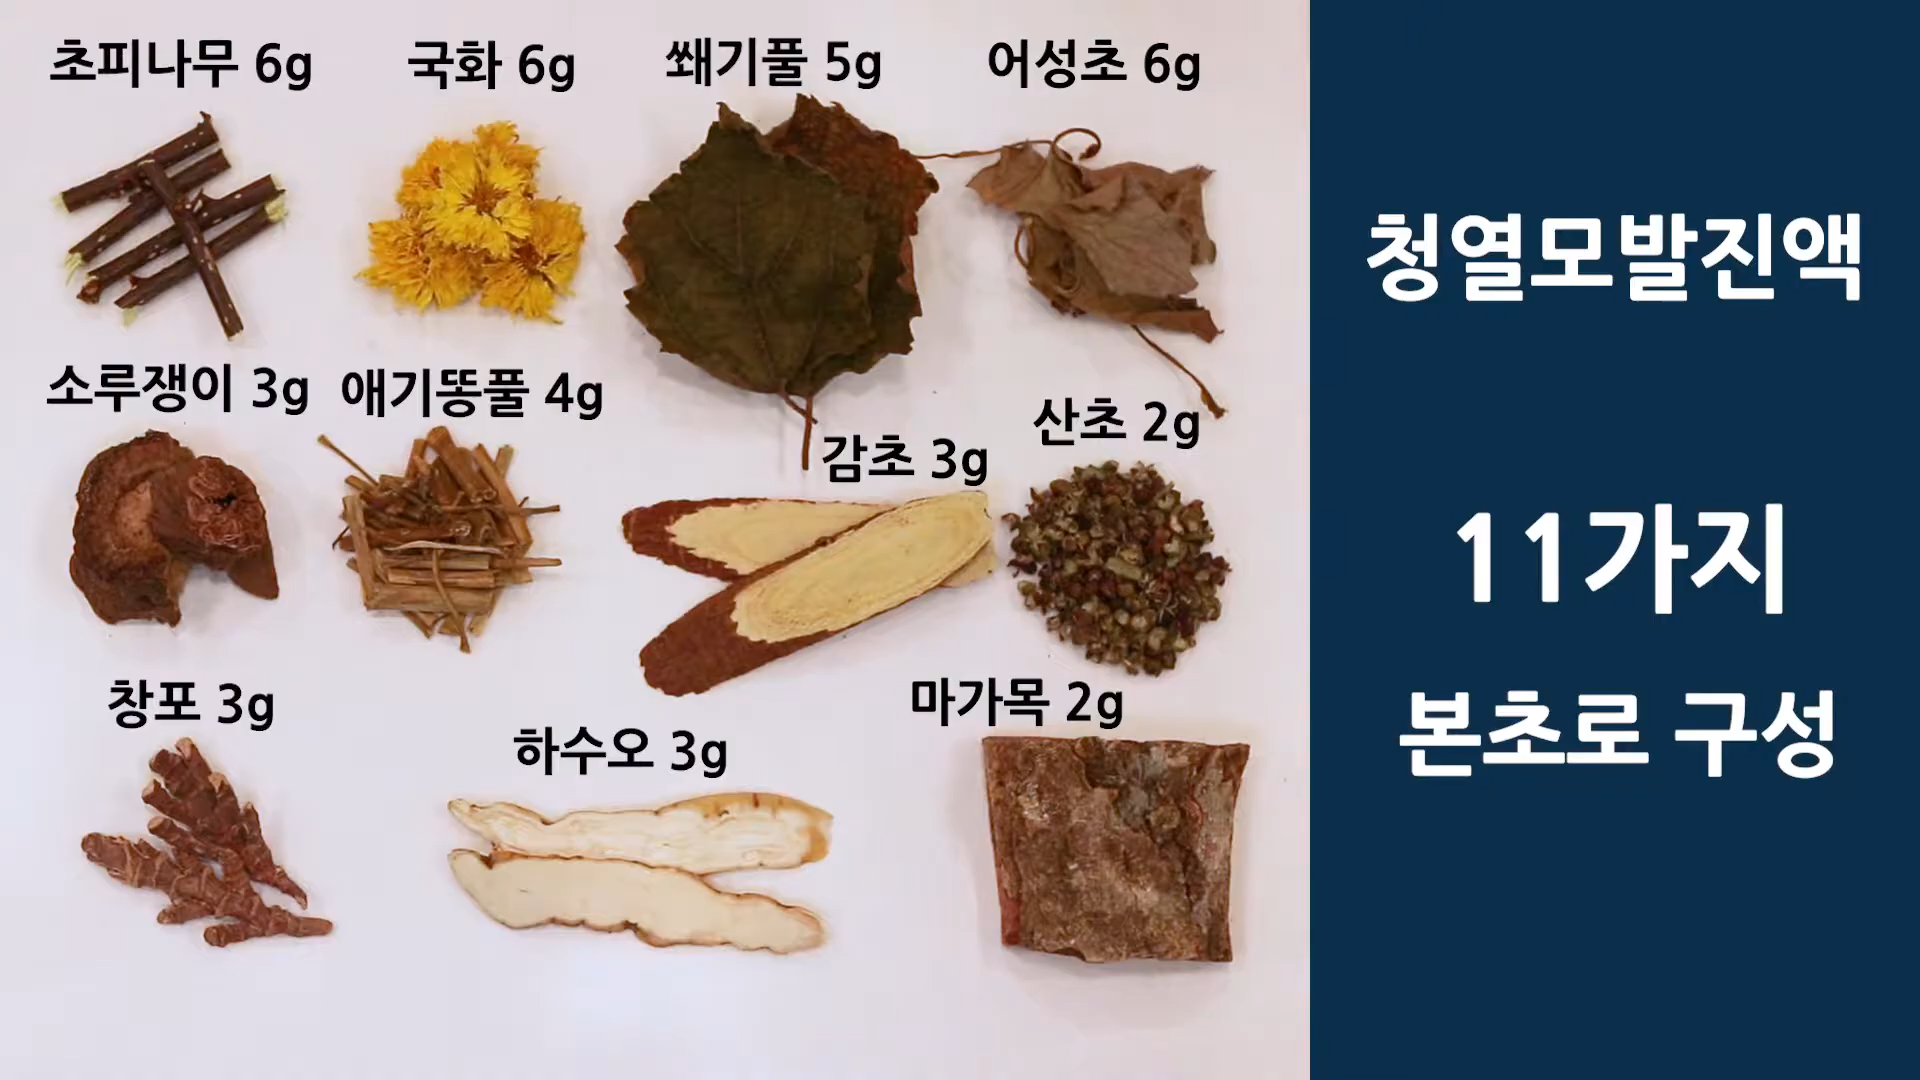 초피나무 6g
국화 6g
쐐기풀 5g
어성초 6g
소루쟁이 3g
애기똥풀 4g
감초 3g
산초 2g
창포 3g
하수오 3g
마가목 2g
청열모발진액
11가지
본초로 구성